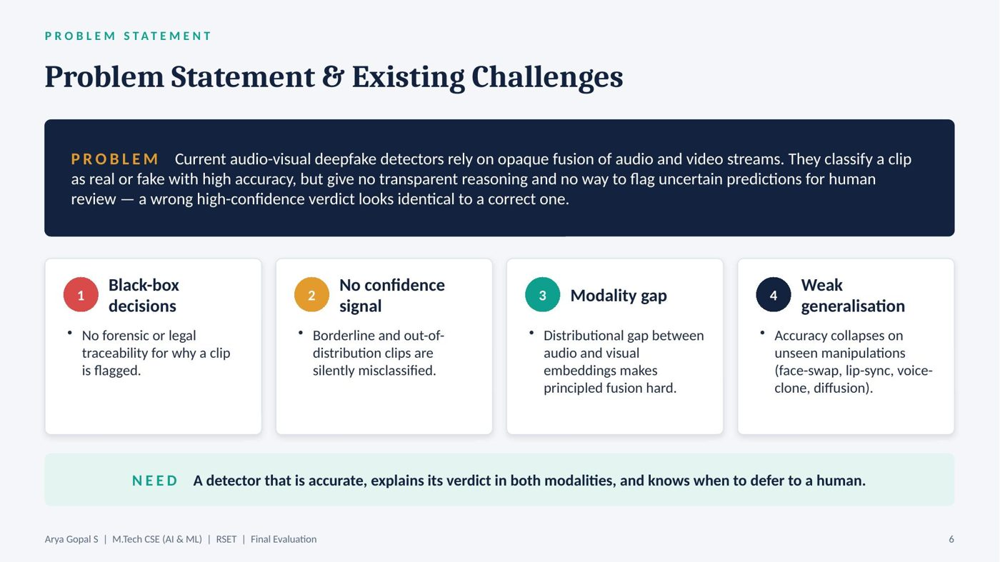 PROBLEM STATEMENT
Problem Statement & Existing Challenges
PROBLEM Current audio-visual deepfake detectors rely on opaque fusion of audio and video streams. They classify a clip
as real or fake with high accuracy, but give no transparent reasoning and no way to flag uncertain predictions for human
review — a wrong high-confidence verdict looks identical to a correct one.
1 Black-box
decisions
• No forensic or legal
traceability for why a clip
is flagged.
2 No confidence
signal
• Borderline and out-of-
distribution clips are
silently misclassified.
3 Modality gap
• Distributional gap between
audio and visual
embeddings makes
principled fusion hard.
4 Weak
generalisation
• Accuracy collapses on
unseen manipulations
(face-swap, lip-sync, voice-
clone, diffusion).
NEED A detector that is accurate, explains its verdict in both modalities, and knows when to defer to a human.
Arya Gopal S | M.Tech CSE (AI & ML) | RSET | Final Evaluation
6